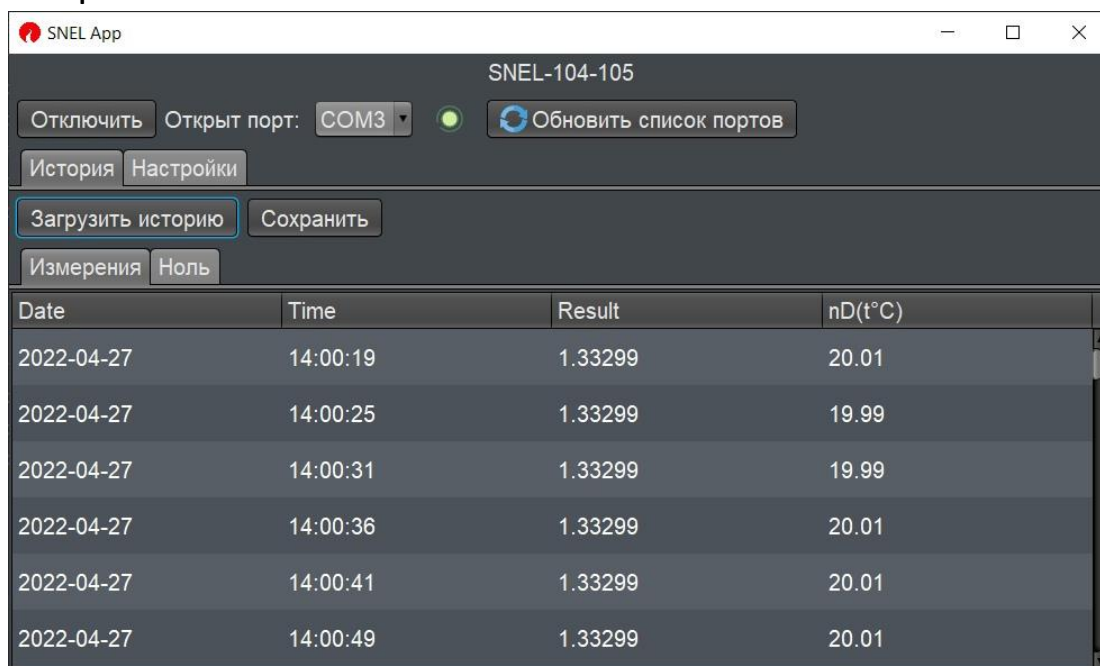 SNEL App
SNEL-104-105
Отключить Открыт порт: COM3 Обновить список портов
История Настройки
Загрузить историю Сохранить
Измерения Ноль
Date Time Result nD(t°C)
2022-04-27 14:00:19 1.33299 20.01
2022-04-27 14:00:25 1.33299 19.99
2022-04-27 14:00:31 1.33299 19.99
2022-04-27 14:00:36 1.33299 20.01
2022-04-27 14:00:41 1.33299 20.01
2022-04-27 14:00:49 1.33299 20.01